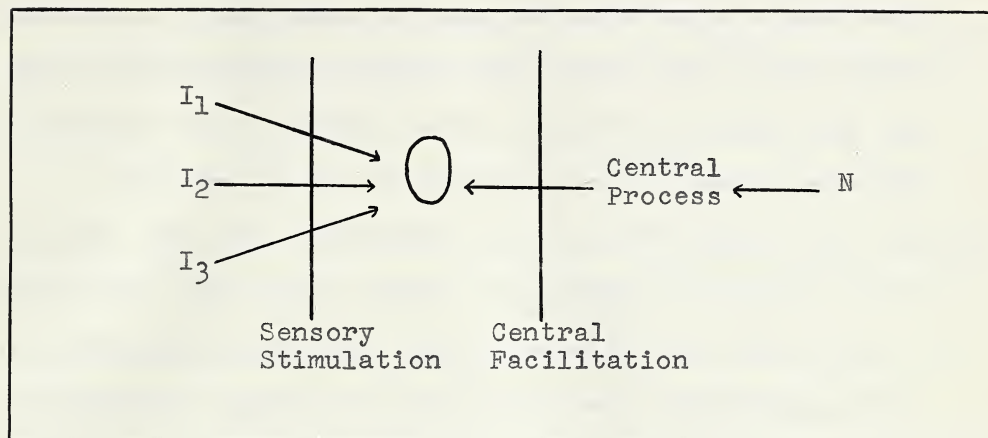 I1
I2
I3
Central
Process
N
Sensory
Stimulation
Central
Facilitation